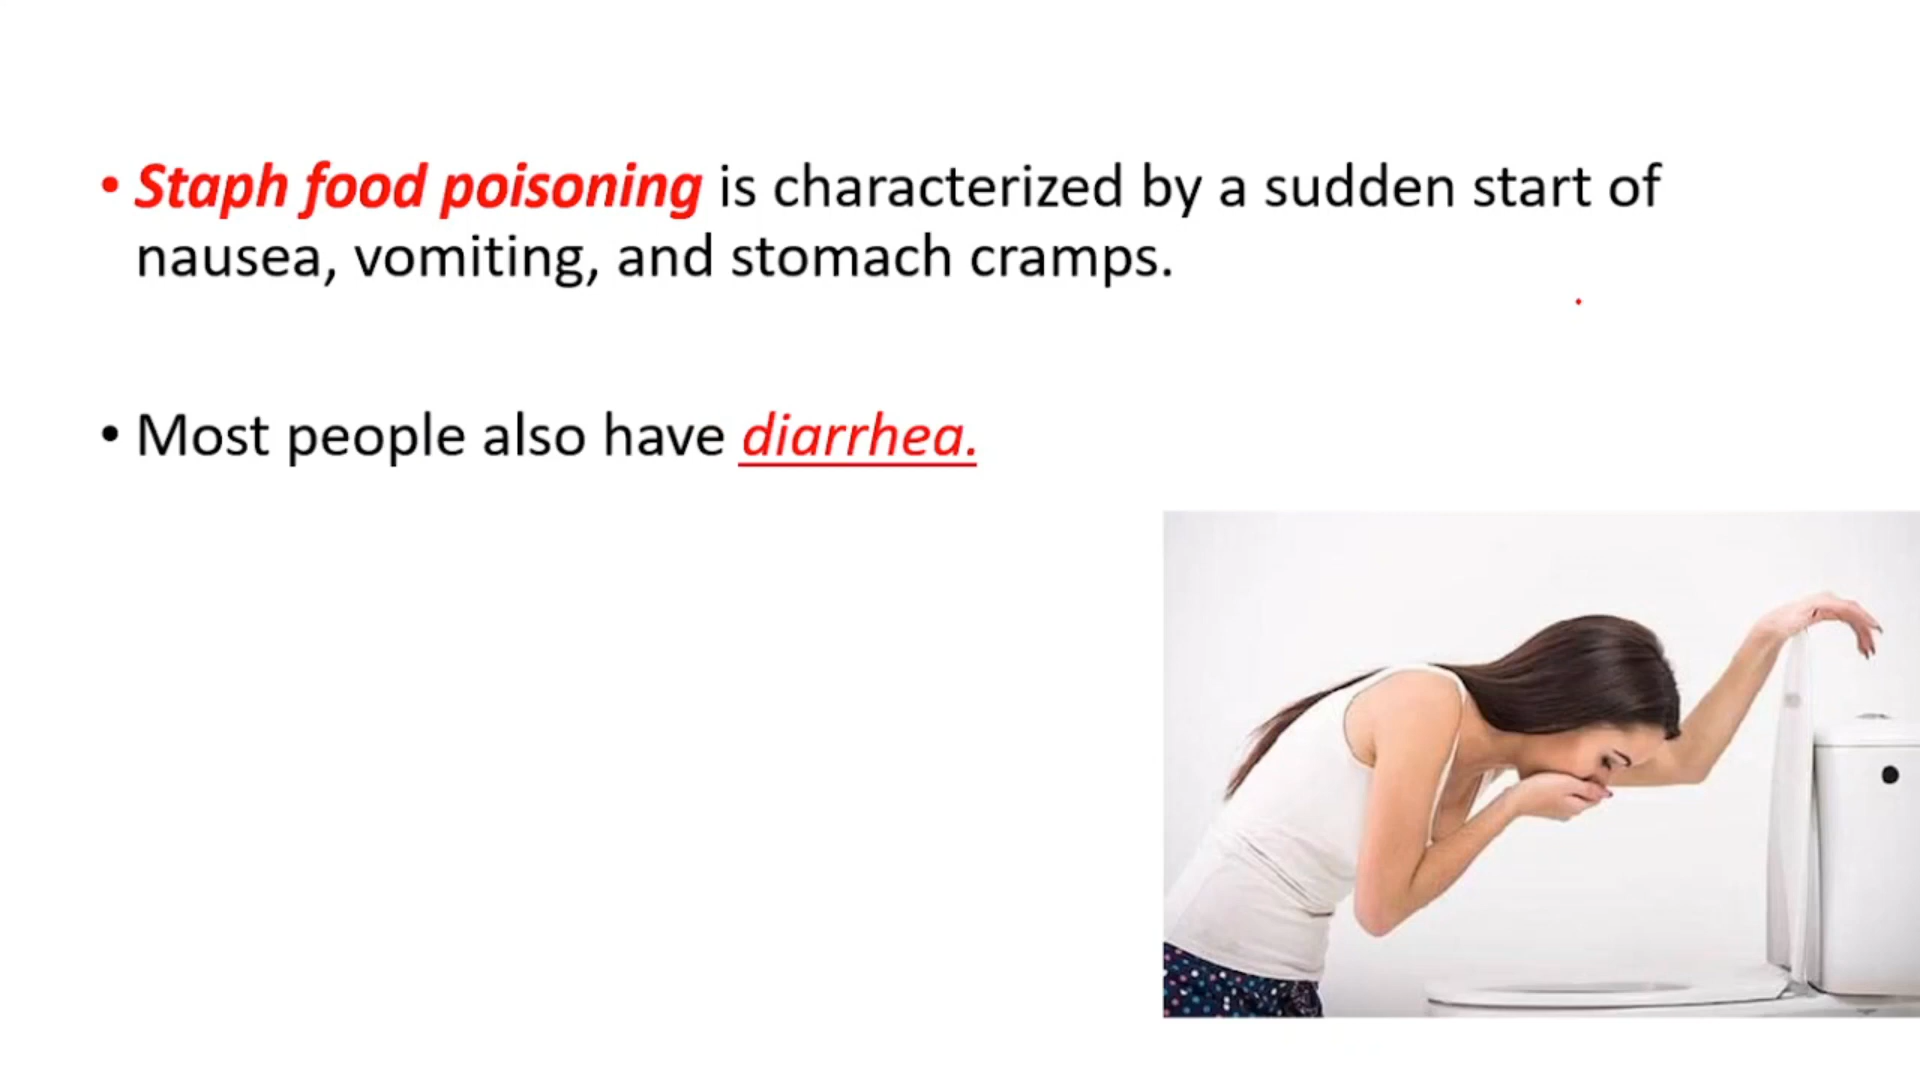 • Staph food poisoning is characterized by a sudden start of
nausea, vomiting, and stomach cramps.
• Most people also have diarrhea.